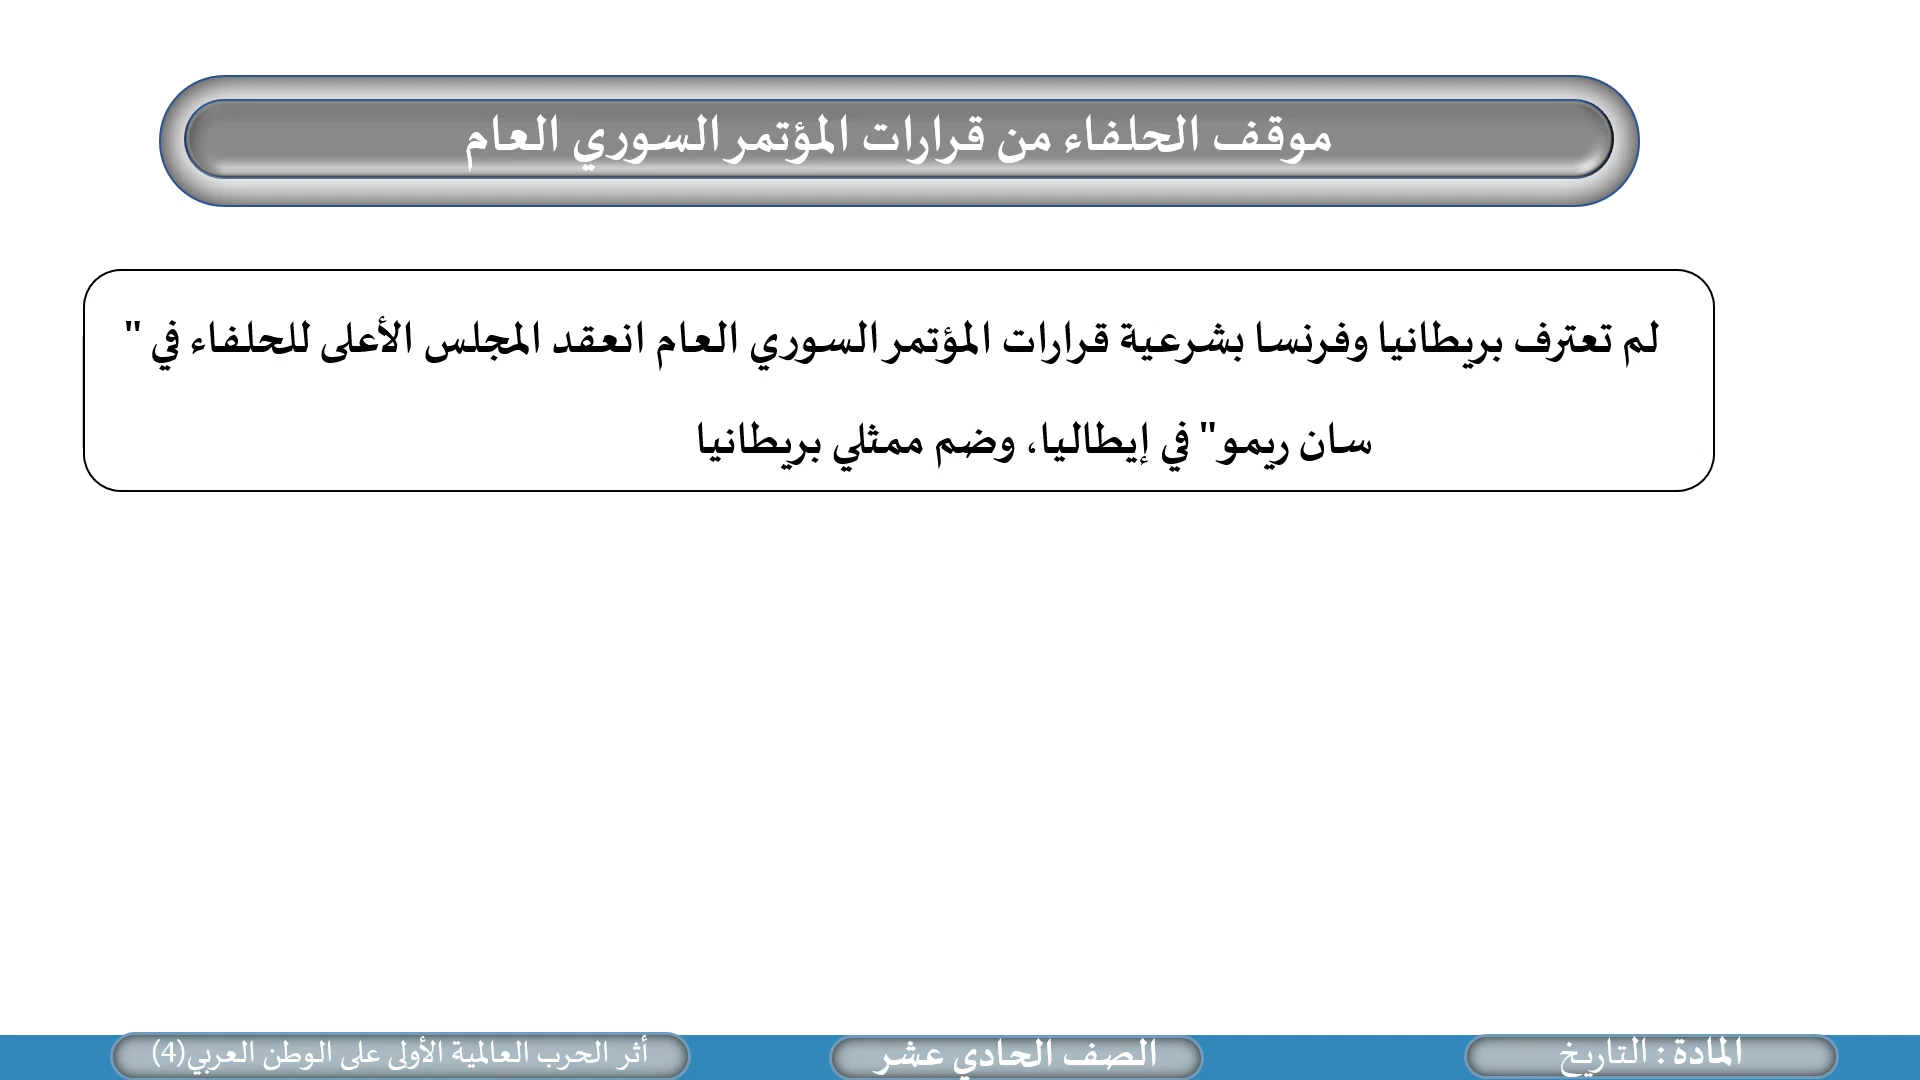 موقف الحلفاء من قرارات المؤتمر السوري العام
لم تعترف بريطانيا وفرنسا بشرعية قرارات المؤتمر السوري العام انعقد المجلس الأعلى للحلفاء في "
سان ريمو" في إيطاليا، وضم ممثلي بريطانيا
المادة : التاريخ
الصف الحادي عشر
أثر الحرب العالمية الأولى على الوطن العربي(4)